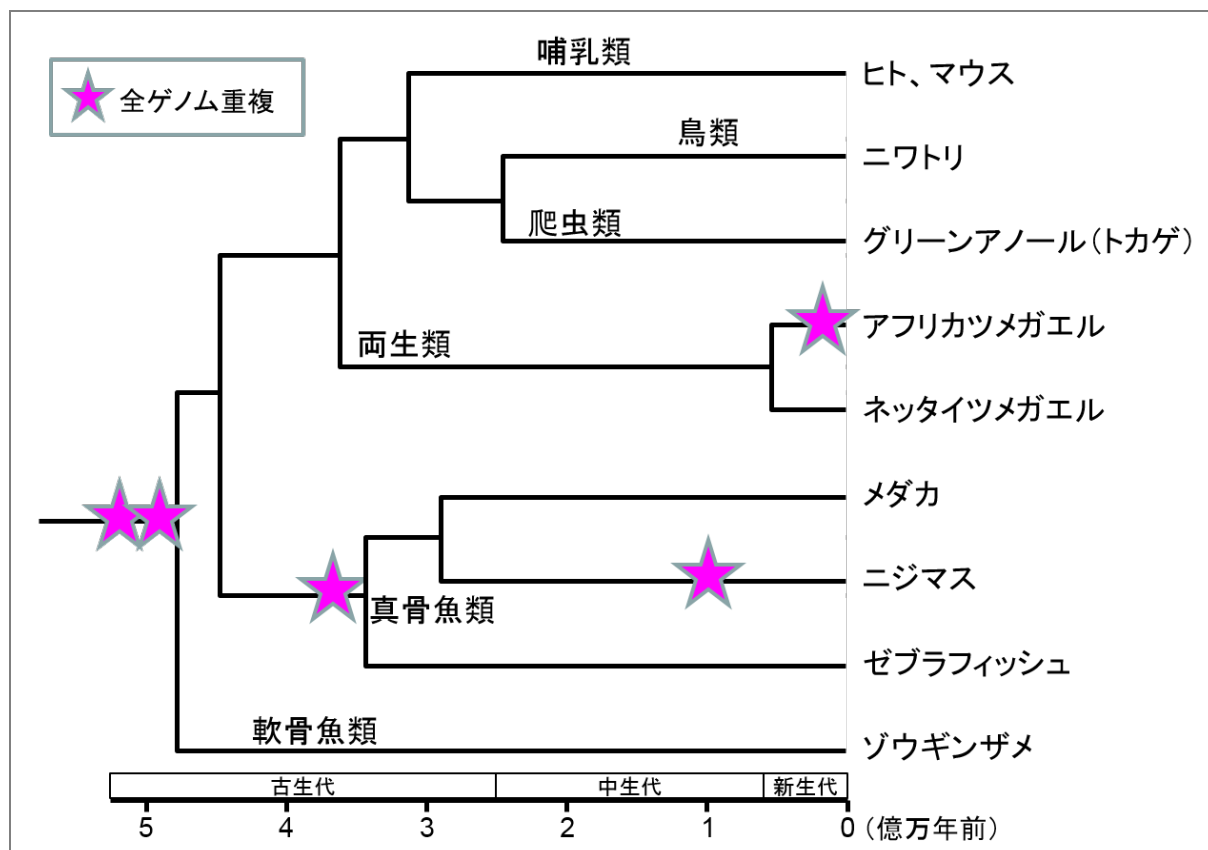 全ゲノム重複
哺乳類
ヒト、マウス
鳥類
ニワトリ
爬虫類
グリーンアノール(トカゲ)
アフリカツメガエル
両生類
ネッタイツメガエル
メダカ
ニジマス
真骨魚類
ゼブラフィッシュ
軟骨魚類
ゾウギンザメ
古生代 中生代 新生代
5 4 3 2 1 0 (億万年前)